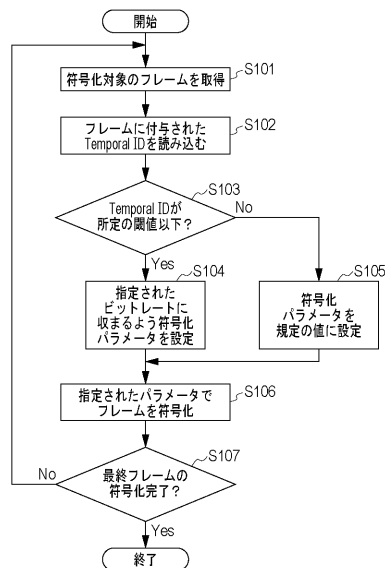 開始
符号化対象のフレームを取得
S101
フレームに付与された
Temporal IDを読み込む
S102
Temporal IDが
所定の閾値以下？
S103
No
Yes
指定された
ビットレートに
収まるよう符号化
パラメータを設定
S104
符号化
パラメータを
規定の値に設定
S105
指定されたパラメータで
フレームを符号化
S106
最終フレームの
符号化完了？
S107
No
Yes
終了